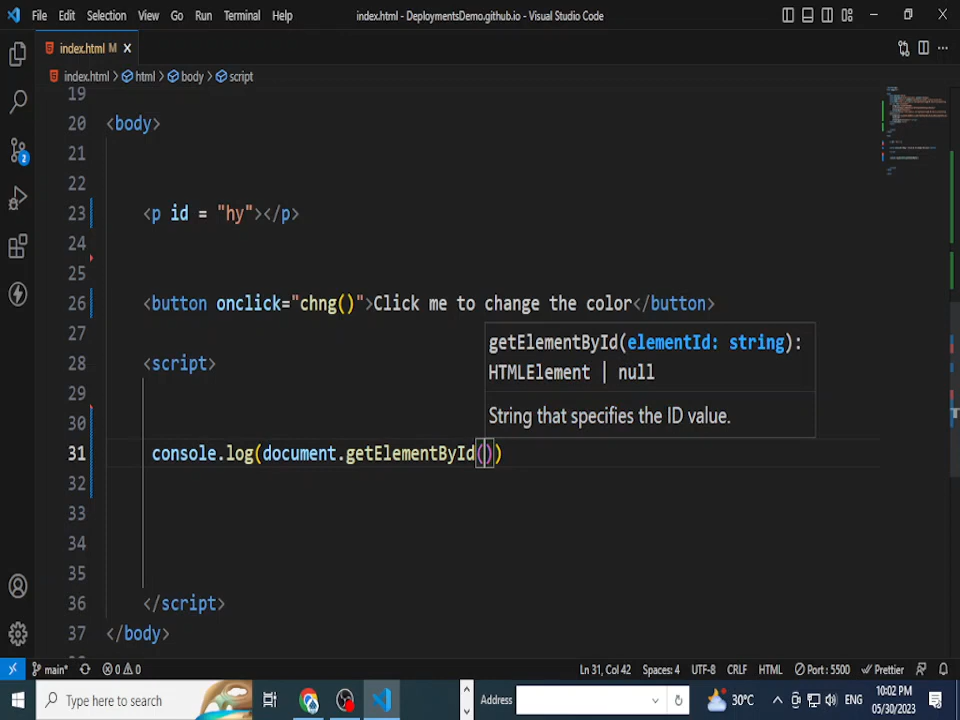 File Edit Selection View Go Run Terminal Help
index.html - DeploymentsDemo.github.io - Visual Studio Code
index.html M
index.html > html > body > script
19
20 <body>
21
22
23 <p id = "hy"></p>
24
25
26 <button onclick="chng()">Click me to change the color</button>
27
28 <script>
29
30
31 console.log(document.getElementById())
32
33
34
35
36 </script>
37 </body>
getElementById(elementId: string):
HTMLElement | null
String that specifies the ID value.
2
main* 0 0 Ln 31, Col 42 Spaces: 4 UTF-8 CRLF HTML Port : 5500 Prettier
Type here to search Address 30°C ENG 10:02 PM
05/30/2023